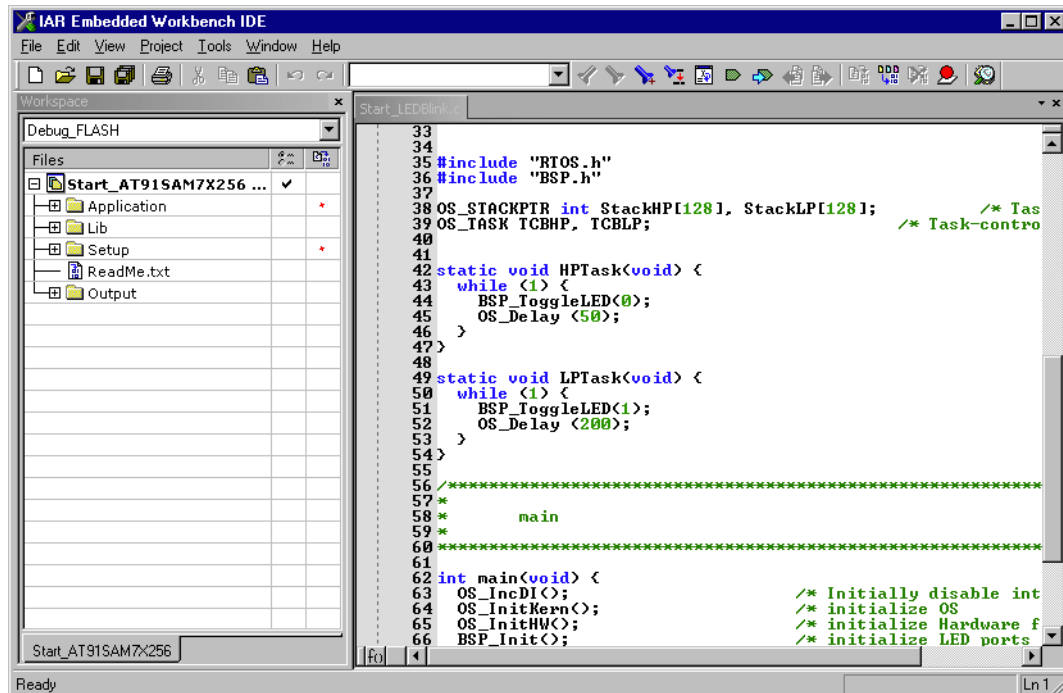 IAR Embedded Workbench IDE
File Edit View Project Tools Window Help
Workspace
Debug_FLASH
Files
Start_AT91SAM7X256 ...
Application
Lib
Setup
ReadMe.txt
Output
Start_AT91SAM7X256
Start_LEDBlink.c
33
34
35 #include "RTOS.h"
36 #include "BSP.h"
37
38 OS_STACKPTR int StackHP[128], StackLP[128]; /* Tas
39 OS_TASK TCBHP, TCBLP; /* Task-contro
40
41
42 static void HPTask(void) {
43 while (1) {
44 BSP_ToggleLED(0);
45 OS_Delay (50);
46 }
47 }
48
49 static void LPTask(void) {
50 while (1) {
51 BSP_ToggleLED(1);
52 OS_Delay (200);
53 }
54 }
55
56 /**********************************************************
57 *
58 * main
59 *
60 ***********************************************************
61
62 int main(void) {
63 OS_IncDI(); /* Initially disable int
64 OS_InitKern(); /* initialize OS
65 OS_InitHW(); /* initialize Hardware f
66 BSP_Init(); /* initialize LED ports
fo
Ready
Ln 1